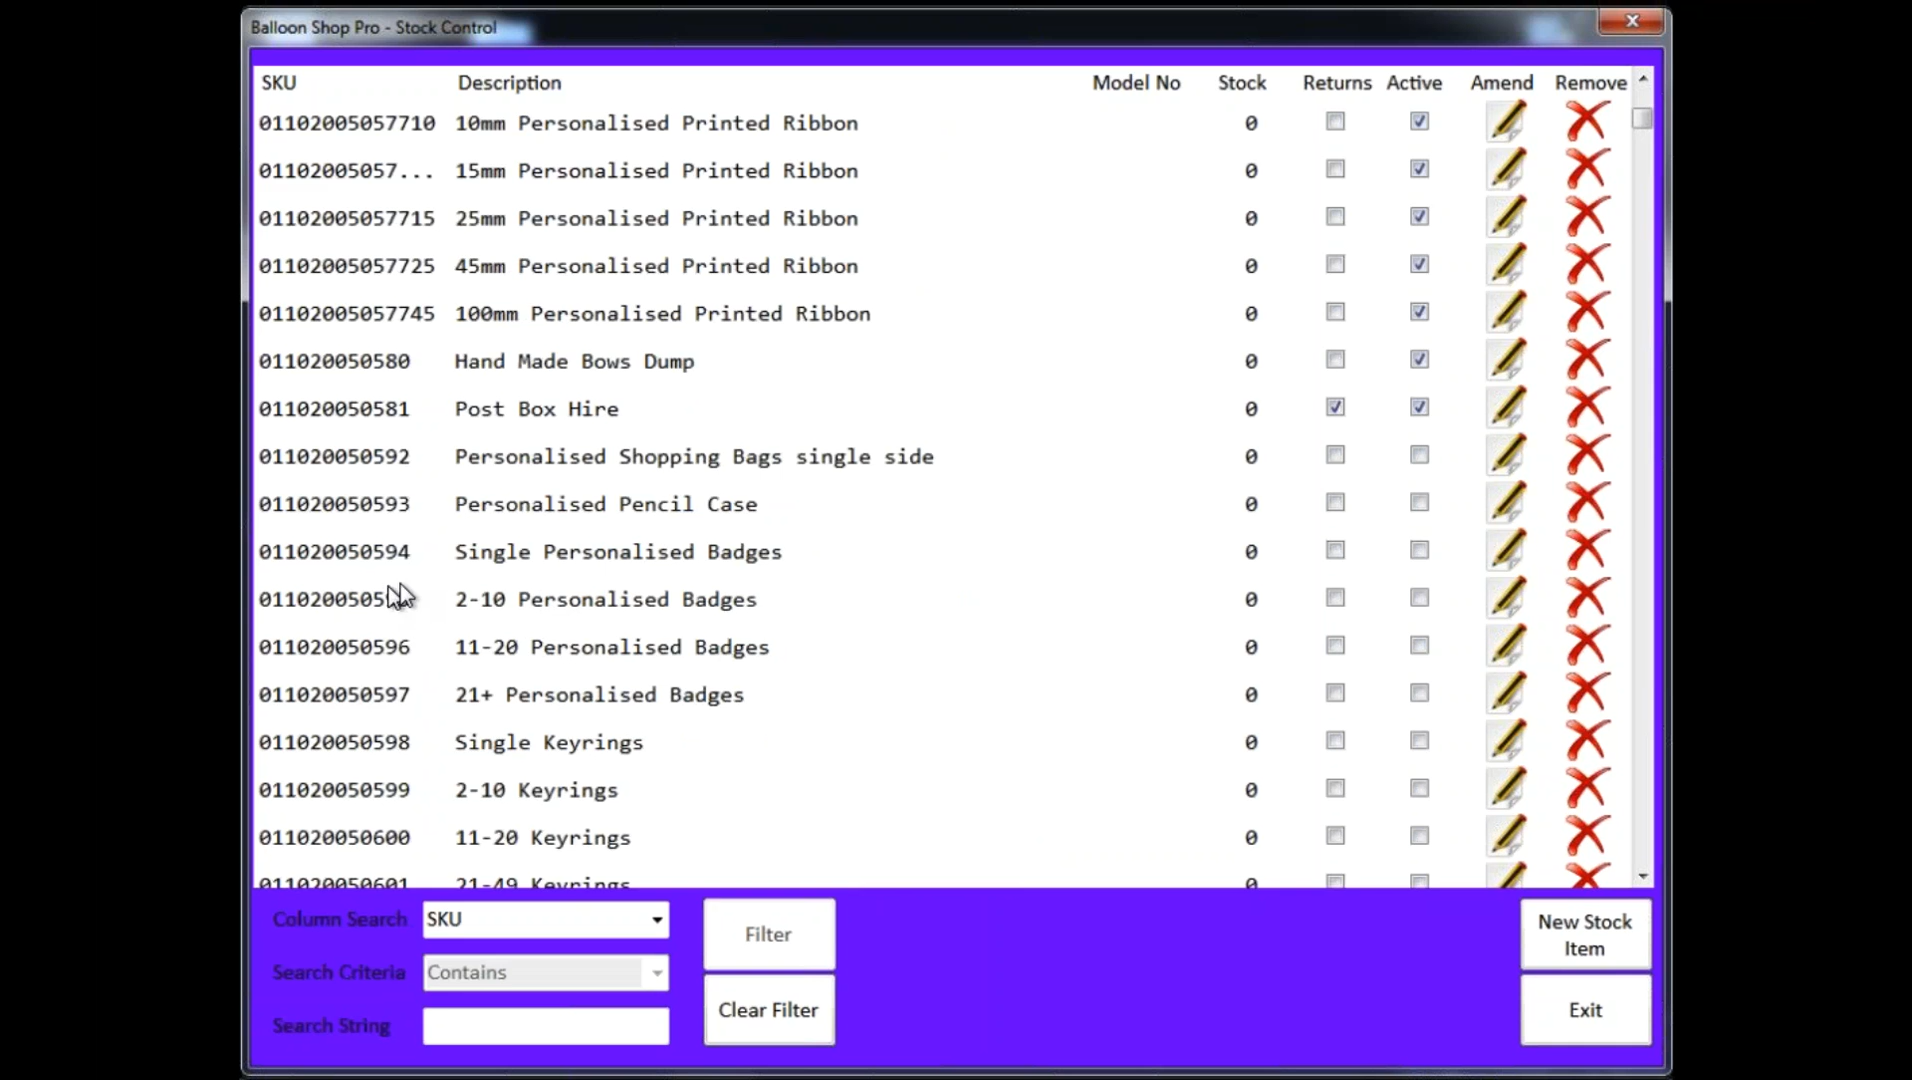 Balloon Shop Pro - Stock Control
SKU Description Model No Stock Returns Active Amend Remove
01102005057710 10mm Personalised Printed Ribbon 0
01102005057... 15mm Personalised Printed Ribbon 0
01102005057715 25mm Personalised Printed Ribbon 0
01102005057725 45mm Personalised Printed Ribbon 0
01102005057745 100mm Personalised Printed Ribbon 0
011020050580 Hand Made Bows Dump 0
011020050581 Post Box Hire 0
011020050592 Personalised Shopping Bags single side 0
011020050593 Personalised Pencil Case 0
011020050594 Single Personalised Badges 0
2-10 Personalised Badges 0
011020050596 11-20 Personalised Badges 0
011020050597 21+ Personalised Badges 0
011020050598 Single Keyrings 0
011020050599 2-10 Keyrings 0
011020050600 11-20 Keyrings 0
011020050601 21-49 Keyrings 0
Column Search SKU
Filter
New Stock
Item
Search Criteria Contains
Clear Filter
Exit
Search String